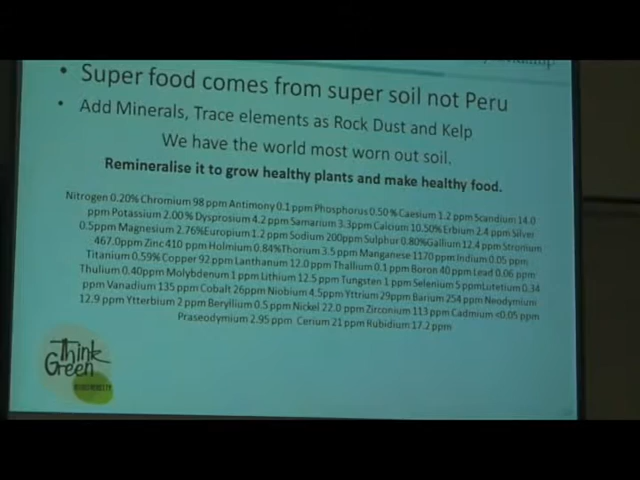 • Super food comes from super soil not Peru
• Add Minerals, Trace elements as Rock Dust and Kelp
We have the world most worn out soil.
Remineralise it to grow healthy plants and make healthy food.
Nitrogen 0.20% Chromium 98 ppm Antimony 0.1 ppm Phosphorus 0.50 % Caesium 1.2 ppm Scandium 14.0
ppm Potassium 2.00 % Dysprosium 4.2 ppm Samarium 3.3ppm Calcium 10.50% Erbium 2.4 ppm Silver
0.5ppm Magnesium 2.76%Europium 1.2 ppm Sodium 200ppm Sulphur 0.80%Gallium 12.4 ppm Strontium
467.0ppm Zinc 410 ppm Holmium 0.84%Thorium 3.5 ppm Manganese 1170 ppm Indium 0.05 ppm
Titanium 0.59% Copper 92 ppm Lanthanum 12.0 ppm Thallium 0.1 ppm Boron 40 ppm Lead 0.06 ppm
Thulium 0.40ppm Molybdenum 1 ppm Lithium 12.5 ppm Tungsten 1 ppm Selenium 5 ppmLutetium 0.34
ppm Vanadium 135 ppm Cobalt 26ppm Niobium 4.5ppm Yttrium 29ppm Barium 254 ppm Neodymium
12.9 ppm Ytterbium 2 ppm Beryllium 0.5 ppm Nickel 22.0 ppm Zirconium 113 ppm Cadmium <0.05 ppm
Praseodymium 2.95 ppm Cerium 21 ppm Rubidium 17.2 ppm
Think
Green